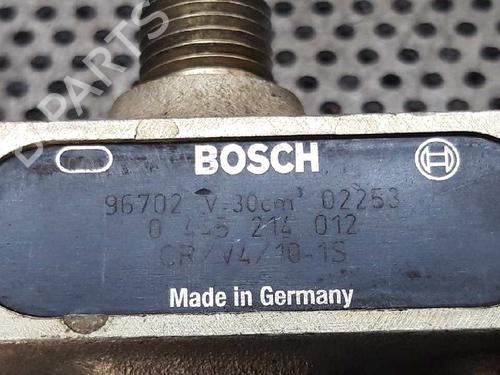 BOSCH
96702 V-30cm³ 02253
0 445 214 012
CR/V4/10-1S
Made in Germany